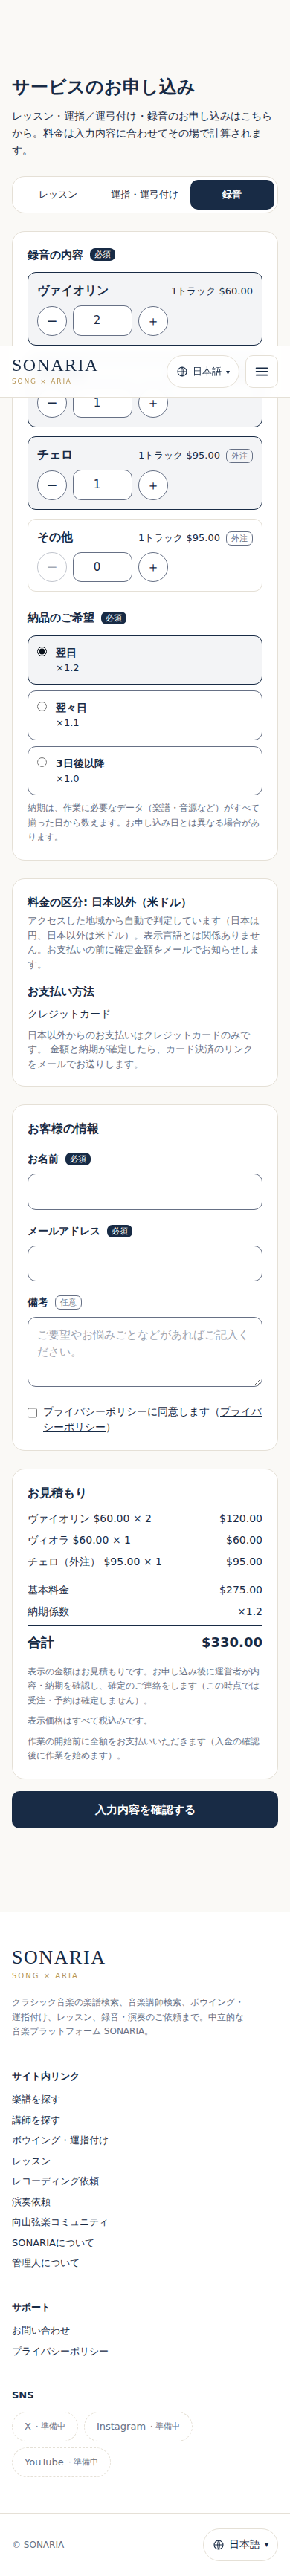 サービスのお申し込み
レッスン・運指／運弓付け・録音のお申し込みはこちら
から。料金は入力内容に合わせてその場で計算されま
す。
レッスン 運指・運弓付け 録音
録音の内容 必須
ヴァイオリン 1トラック $60.00
− 2 +
SONARIA
SONG × ARIA
日本語 ▾
− 1 +
チェロ 1トラック $95.00 外注
− 1 +
その他 1トラック $95.00 外注
− 0 +
納品のご希望 必須
翌日
×1.2
翌々日
×1.1
3日後以降
×1.0
納期は、作業に必要なデータ（楽譜・音源など）がすべて
揃った日から数えます。お申し込み日とは異なる場合があ
ります。
料金の区分: 日本以外（米ドル）
アクセスした地域から自動で判定しています（日本は
円、日本以外は米ドル）。表示言語とは関係ありませ
ん。お支払いの前に確定金額をメールでお知らせしま
す。
お支払い方法
クレジットカード
日本以外からのお支払いはクレジットカードのみで
す。 金額と納期が確定したら、カード決済のリンク
をメールでお送りします。
お客様の情報
お名前 必須
メールアドレス 必須
備考 任意
ご要望やお悩みごとなどがあればご記入く
ださい。
プライバシーポリシーに同意します（プライバ
シーポリシー）
お見積もり
ヴァイオリン $60.00 × 2 $120.00
ヴィオラ $60.00 × 1 $60.00
チェロ（外注） $95.00 × 1 $95.00
基本料金 $275.00
納期係数 ×1.2
合計 $330.00
表示の金額はお見積もりです。お申し込み後に運営者が内
容・納期を確認し、確定のご連絡をします（この時点では
受注・予約は確定しません）。
表示価格はすべて税込みです。
作業の開始前に全額をお支払いいただきます（入金の確認
後に作業を始めます）。
入力内容を確認する
SONARIA
SONG × ARIA
クラシック音楽の楽譜検索、音楽講師検索、ボウイング・
運指付け、レッスン、録音・演奏のご依頼まで。中立的な
音楽プラットフォーム SONARIA。
サイト内リンク
楽譜を探す
講師を探す
ボウイング・運指付け
レッスン
レコーディング依頼
演奏依頼
向山弦楽コミュニティ
SONARIAについて
管理人について
サポート
お問い合わせ
プライバシーポリシー
SNS
X · 準備中 Instagram · 準備中
YouTube · 準備中
© SONARIA 日本語 ▾